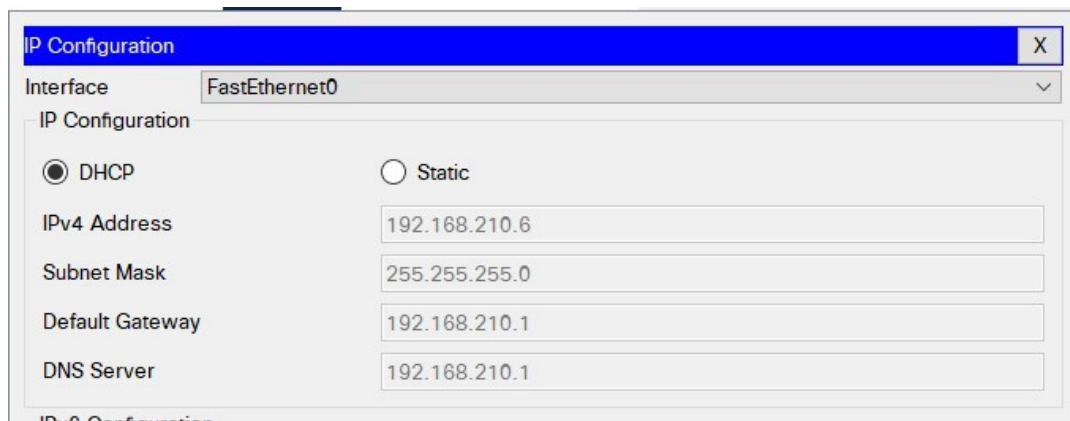 IP Configuration X
Interface FastEthernet0
IP Configuration
DHCP Static
IPv4 Address 192.168.210.6
Subnet Mask 255.255.255.0
Default Gateway 192.168.210.1
DNS Server 192.168.210.1